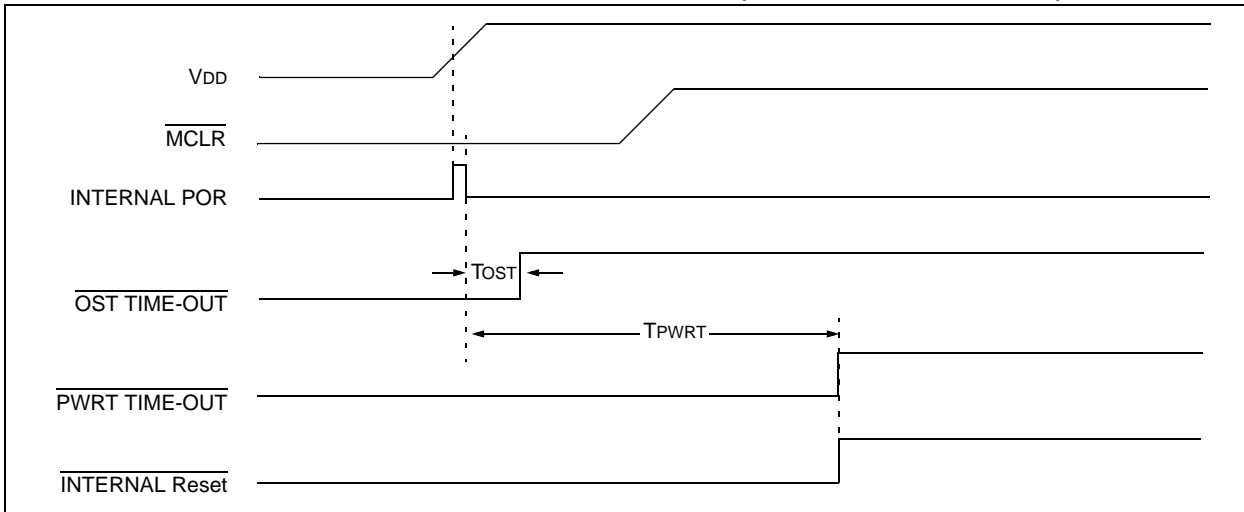 VDD
MCLR
INTERNAL POR
TOST
OST TIME-OUT
TPWRT
PWRT TIME-OUT
INTERNAL Reset